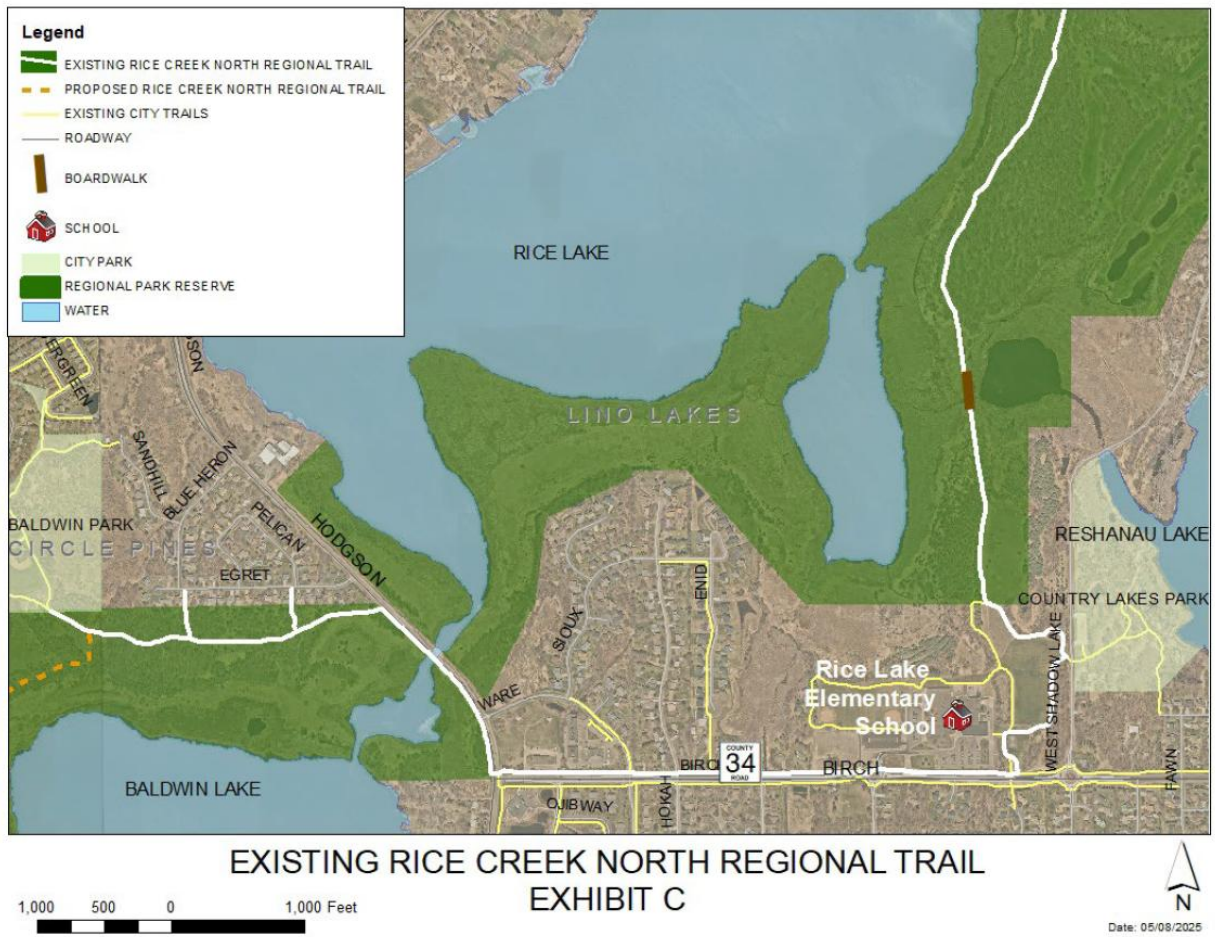 Legend
EXISTING RICE CREEK NORTH REGIONAL TRAIL
PROPOSED RICE CREEK NORTH REGIONAL TRAIL
EXISTING CITY TRAILS
ROADWAY
BOARDWALK
SCHOOL
CITY PARK
REGIONAL PARK RESERVE
WATER
RICE LAKE
LINO LAKES
SANDHILL
BLUE HERON
PELICAN
HODGSON
BALDWIN PARK
CIRCLE PINES
EGRET
SIOUX
ENID
RESHANAU LAKE
COUNTRY LAKES PARK
WEST SHADOW LAKE
WARE
Rice Lake
Elementary
School
COUNTY
34
ROAD
BIRCH
BALDWIN LAKE
OJIBWAY
HOKAH
FAWN
EXISTING RICE CREEK NORTH REGIONAL TRAIL
EXHIBIT C
1,000 500 0 1,000 Feet
N
Date: 05/08/2025